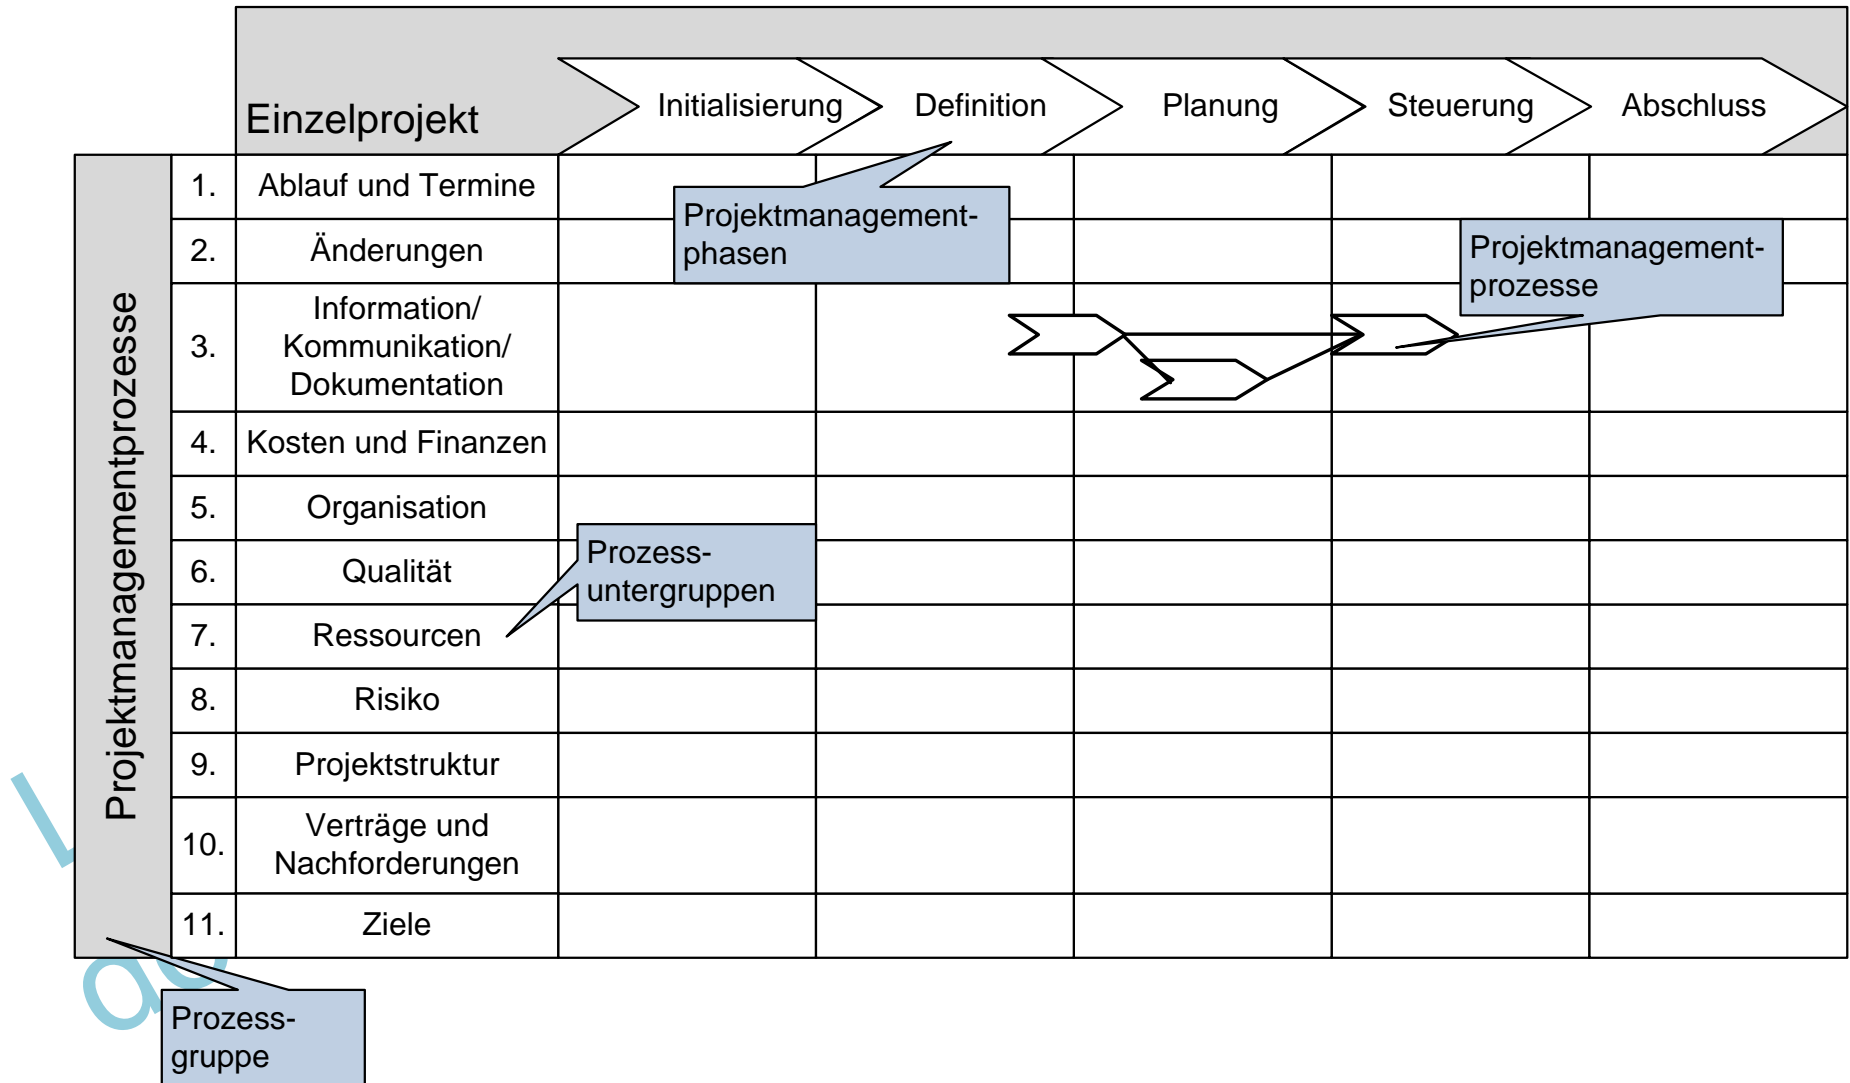 Einzelprojekt
Initialisierung
Definition
Planung
Steuerung
Abschluss
Projektmanagementprozesse
1.
Ablauf und Termine
2.
Änderungen
3.
Information/
Kommunikation/
Dokumentation
4.
Kosten und Finanzen
5.
Organisation
6.
Qualität
7.
Ressourcen
8.
Risiko
9.
Projektstruktur
10.
Verträge und
Nachforderungen
11.
Ziele
Projektmanagement-
phasen
Projektmanagement-
prozesse
Prozess-
untergruppen
Prozess-
gruppe